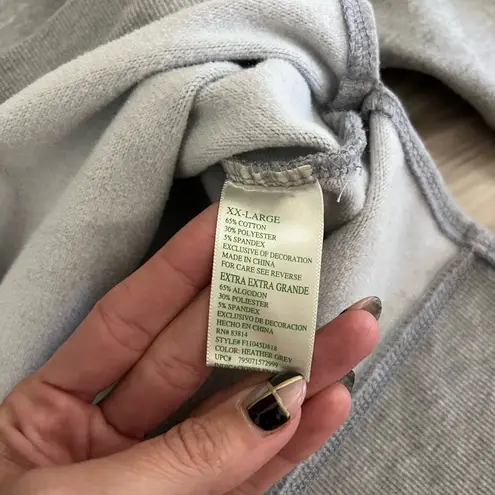 XX-LARGE
65% COTTON
30% POLYESTER
5% SPANDEX
EXCLUSIVE OF DECORATION
MADE IN CHINA
FOR CARE SEE REVERSE
EXTRA EXTRA GRANDE
65% ALGODON
30% POLIESTER
5% SPANDEX
EXCLUSIVO DE DECORACION
HECHO EN CHINA
RN# 83814
STYLE# F11045D818
COLOR: HEATHER GREY
UPC# 795071572999